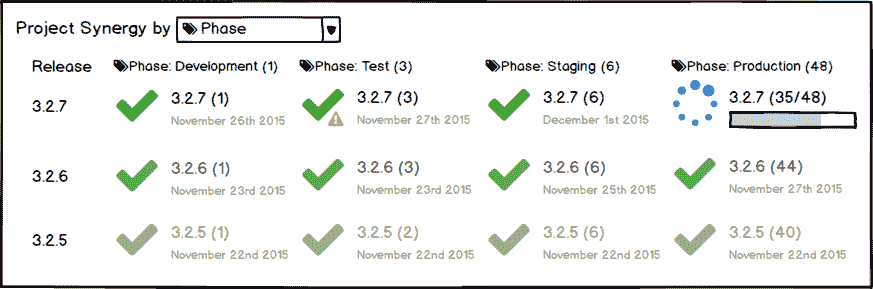 Project Synergy by Phase
Release Phase: Development (1) Phase: Test (3) Phase: Staging (6) Phase: Production (48)
3.2.7 3.2.7 (1) 3.2.7 (3) 3.2.7 (6) 3.2.7 (35/48)
November 26th 2015 November 27th 2015 December 1st 2015
3.2.6 3.2.6 (1) 3.2.6 (3) 3.2.6 (6) 3.2.6 (44)
November 23rd 2015 November 23rd 2015 November 25th 2015 November 27th 2015
3.2.5 3.2.5 (1) 3.2.5 (2) 3.2.5 (6) 3.2.5 (40)
November 22nd 2015 November 22nd 2015 November 22nd 2015 November 22nd 2015